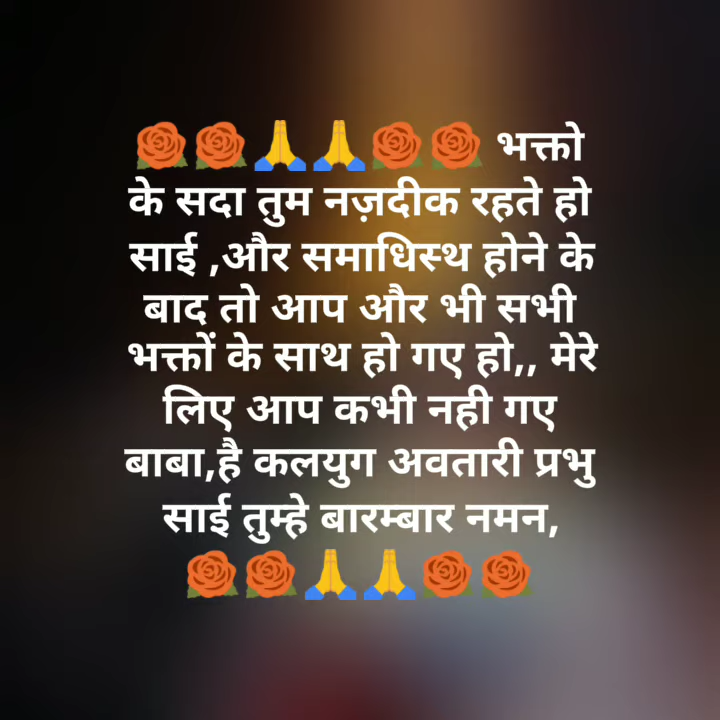 🌹🌹🙏🙏🌹🌹 भक्तो
के सदा तुम नज़दीक रहते हो
साई ,और समाधिस्थ होने के
बाद तो आप और भी सभी
भक्तों के साथ हो गए हो,, मेरे
लिए आप कभी नही गए
बाबा,है कलयुग अवतारी प्रभु
साई तुम्हे बारम्बार नमन,
🌹🌹🙏🙏🌹🌹